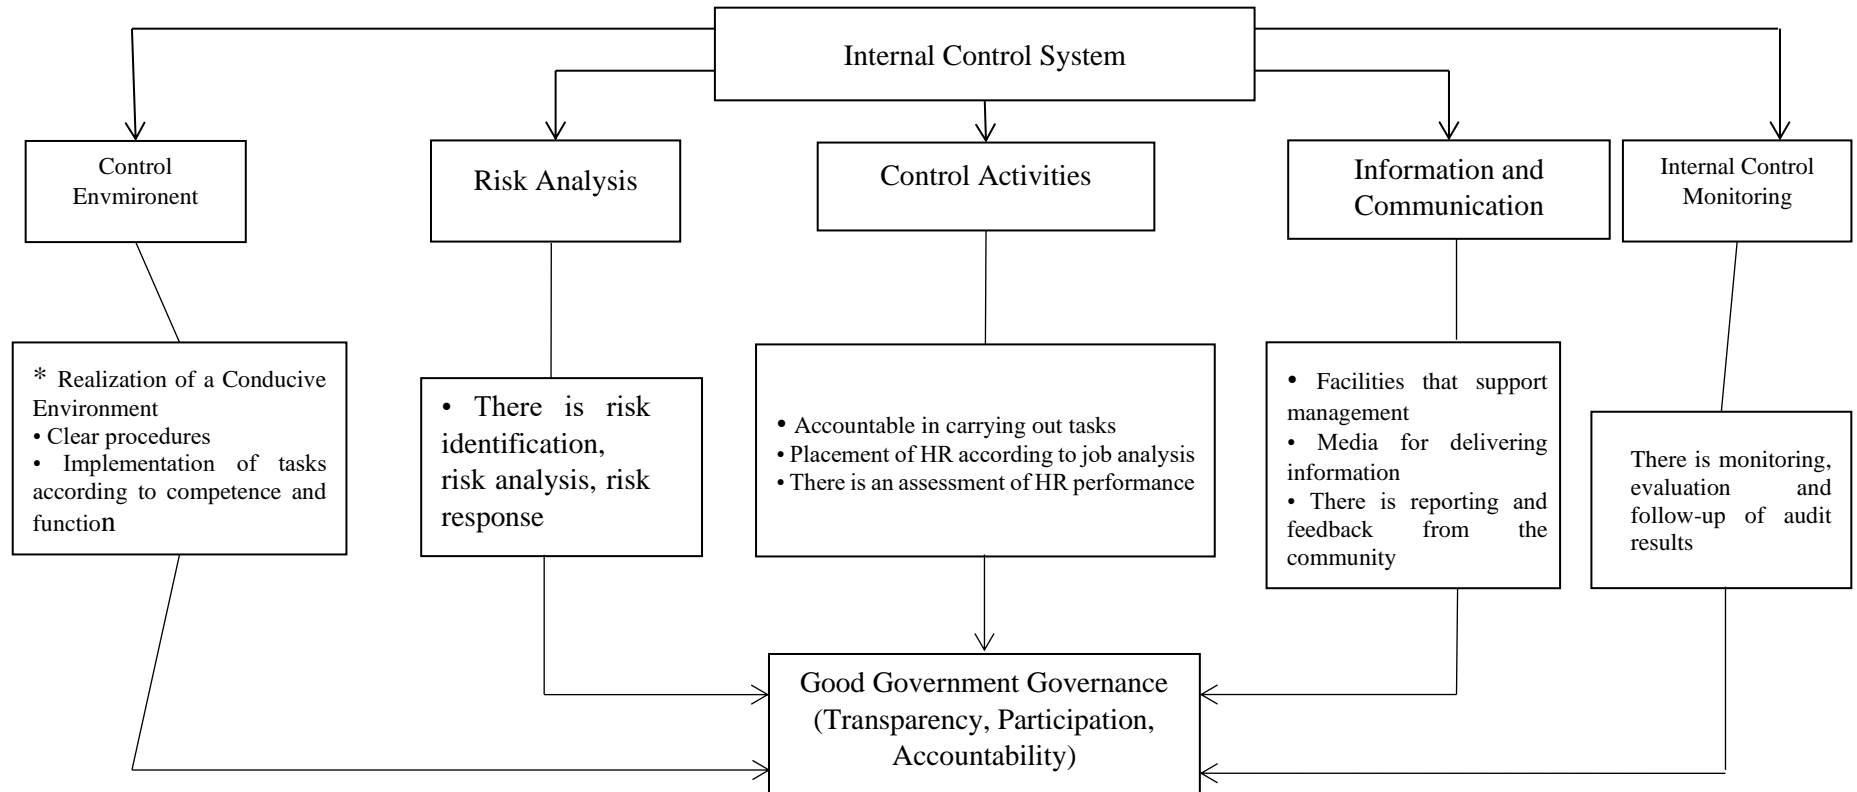 Internal Control System
Control
Envmironent
Risk Analysis
Control Activities
Information and
Communication
Internal Control
Monitoring
* Realization of a Conducive
Environment
• Clear procedures
• Implementation of tasks
according to competence and
function
• There is risk
identification,
risk analysis, risk
response
• Accountable in carrying out tasks
• Placement of HR according to job analysis
• There is an assessment of HR performance
• Facilities that support
management
• Media for delivering
information
• There is reporting and
feedback from the
community
There is monitoring,
evaluation and
follow-up of audit
results
Good Government Governance
(Transparency, Participation,
Accountability)